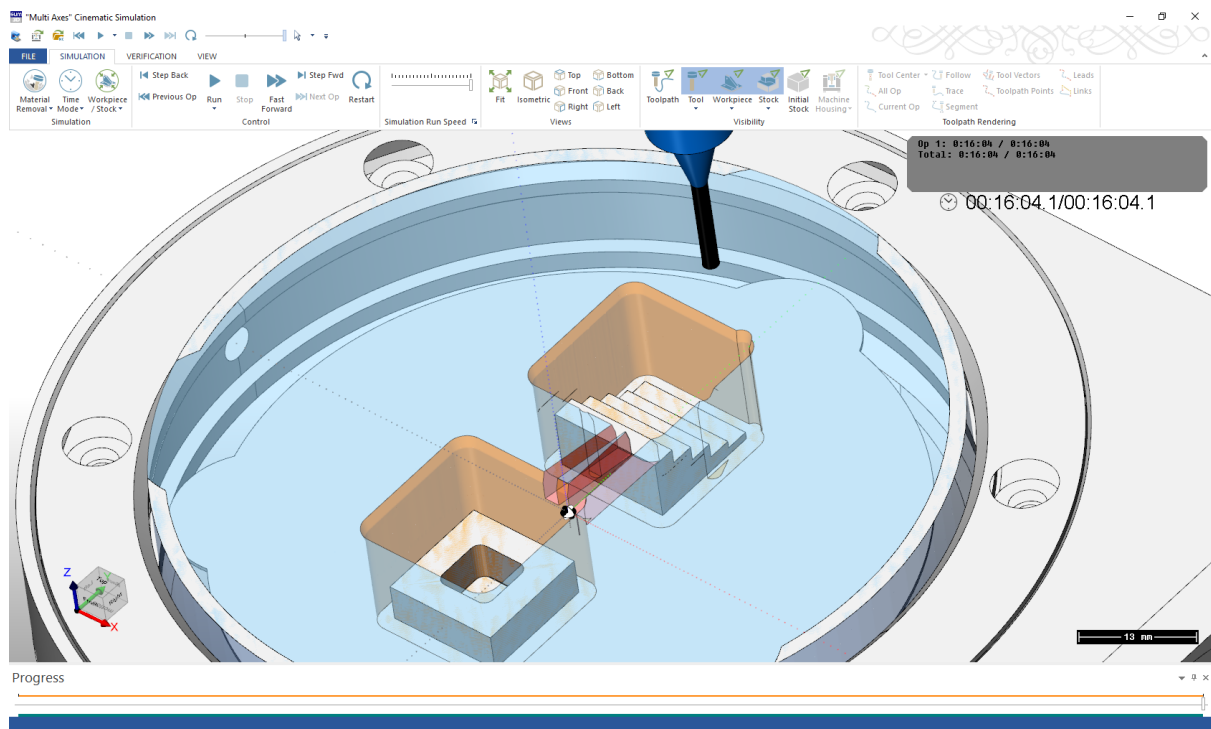 "Multi Axes" Cinematic Simulation
FILE SIMULATION VERIFICATION VIEW
Material Removal Time Mode Workpiece / Stock
Simulation
Step Back Previous Op Run Stop Fast Forward Step Fwd Next Op Restart
Control
Simulation Run Speed
Fit Isometric Top Bottom Front Back Right Left
Views
Toolpath Tool Workpiece Stock Initial Stock Machine Housing
Visibility
Tool Center Follow Tool Vectors Leads
All Op Trace Toolpath Points Links
Current Op Segment
Toolpath Rendering
Op 1: 0:16:04 / 0:16:04
Total: 0:16:04 / 0:16:04
00:16:04.1/00:16:04.1
Z
Top
Y
X
13 mm
Progress